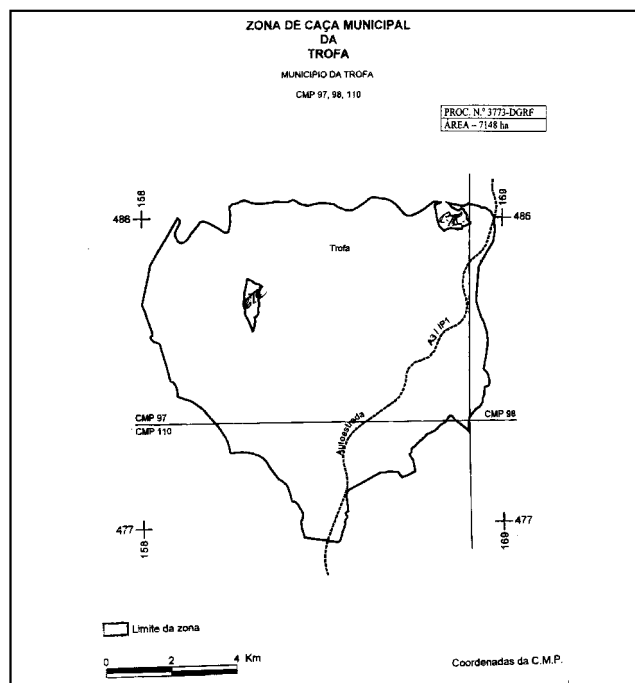 ZONA DE CAÇA MUNICIPAL
DA
TROFA
MUNICIPIO DA TROFA
CMP 97, 98, 110
PROC. N.º 3773-DGRF
ÁREA – 7148 ha
158
169
486
486
Trofa
A3 / IP1
Autoestrada
CMP 97
CMP 98
CMP 110
477
477
158
169
Limite da zona
0 2 4 Km
Coordenadas da C.M.P.